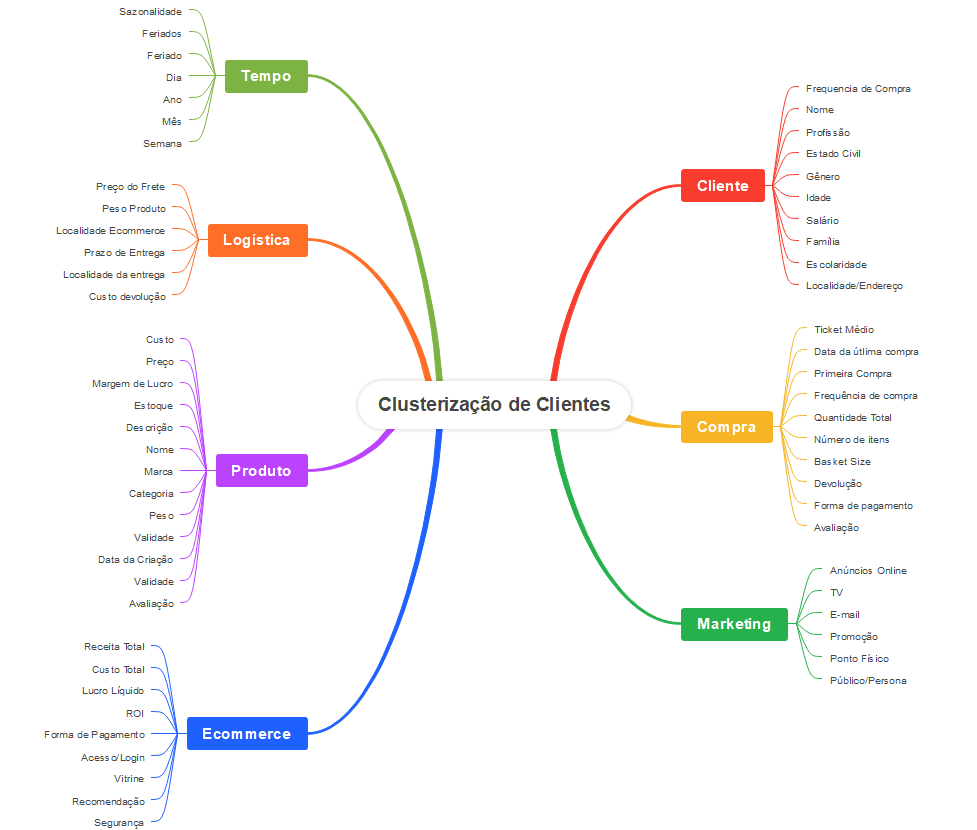 Clusterização de Clientes
Tempo
Sazonalidade
Feriados
Feriado
Dia
Ano
Mês
Semana
Logística
Preço do Frete
Peso Produto
Localidade Ecommerce
Prazo de Entrega
Localidade da entrega
Custo devolução
Produto
Custo
Preço
Margem de Lucro
Estoque
Descrição
Nome
Marca
Categoria
Peso
Validade
Data da Criação
Validade
Avaliação
Ecommerce
Receita Total
Custo Total
Lucro Líquido
ROI
Forma de Pagamento
Acesso/Login
Vitrine
Recomendação
Segurança
Cliente
Frequencia de Compra
Nome
Profissão
Estado Civil
Gênero
Idade
Salário
Família
Escolaridade
Localidade/Endereço
Compra
Ticket Médio
Data da útlima compra
Primeira Compra
Frequência de compra
Quantidade Total
Número de itens
Basket Size
Devolução
Forma de pagamento
Avaliação
Marketing
Anúncios Online
TV
E-mail
Promoção
Ponto Físico
Público/Persona